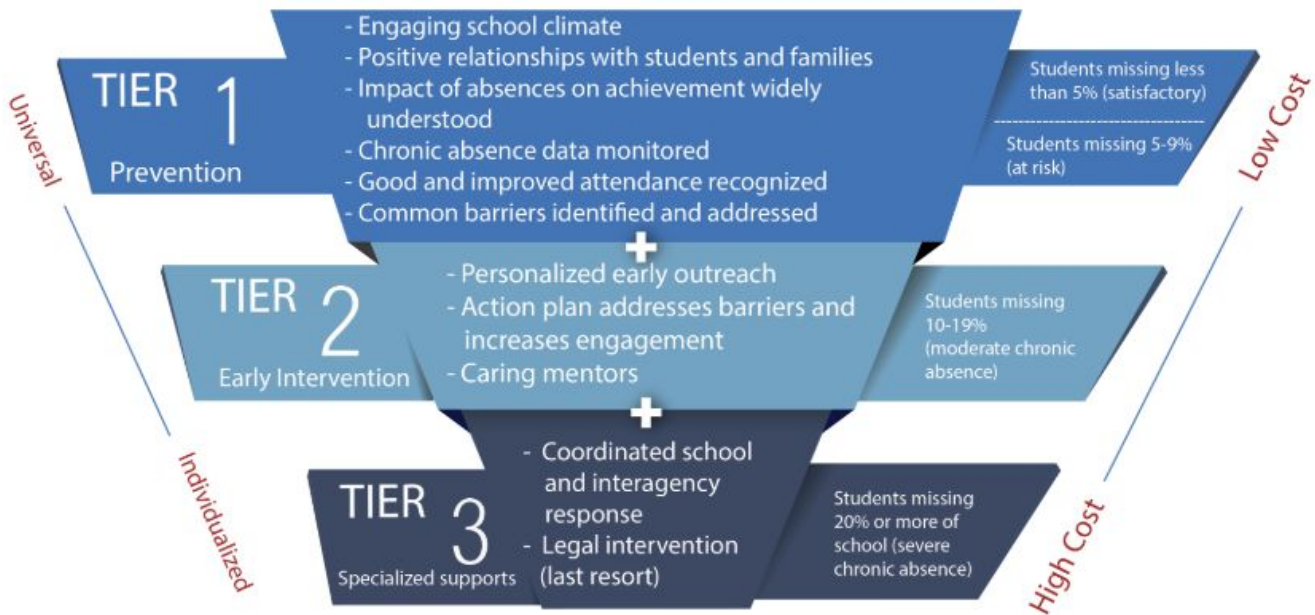 TIER 1
Prevention
- Engaging school climate
- Positive relationships with students and families
- Impact of absences on achievement widely
understood
- Chronic absence data monitored
- Good and improved attendance recognized
- Common barriers identified and addressed
Students missing less
than 5% (satisfactory)
Students missing 5-9%
(at risk)
Universal
Low Cost
+
TIER 2
Early Intervention
- Personalized early outreach
- Action plan addresses barriers and
increases engagement
- Caring mentors
Students missing
10-19%
(moderate chronic
absence)
+
TIER 3
Specialized supports
- Coordinated school
and interagency
response
- Legal intervention
(last resort)
Students missing
20% or more of
school (severe
chronic absence)
Individualized
High Cost